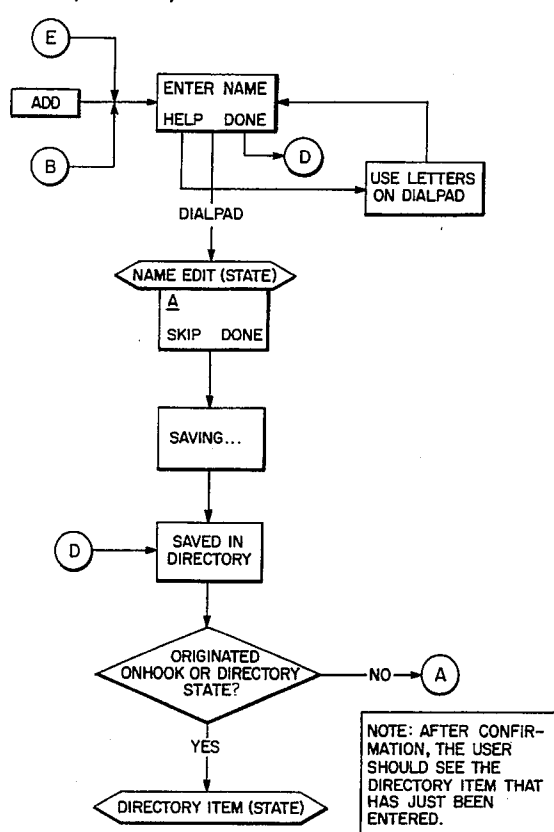 E
ADD
ENTER NAME
HELP DONE
B
D
USE LETTERS
ON DIALPAD
DIALPAD
NAME EDIT (STATE)
A
SKIP DONE
SAVING...
D
SAVED IN
DIRECTORY
ORIGINATED
ONHOOK OR DIRECTORY
STATE?
NO
A
YES
NOTE: AFTER CONFIR-
MATION, THE USER
SHOULD SEE THE
DIRECTORY ITEM THAT
HAS JUST BEEN
ENTERED.
DIRECTORY ITEM (STATE)